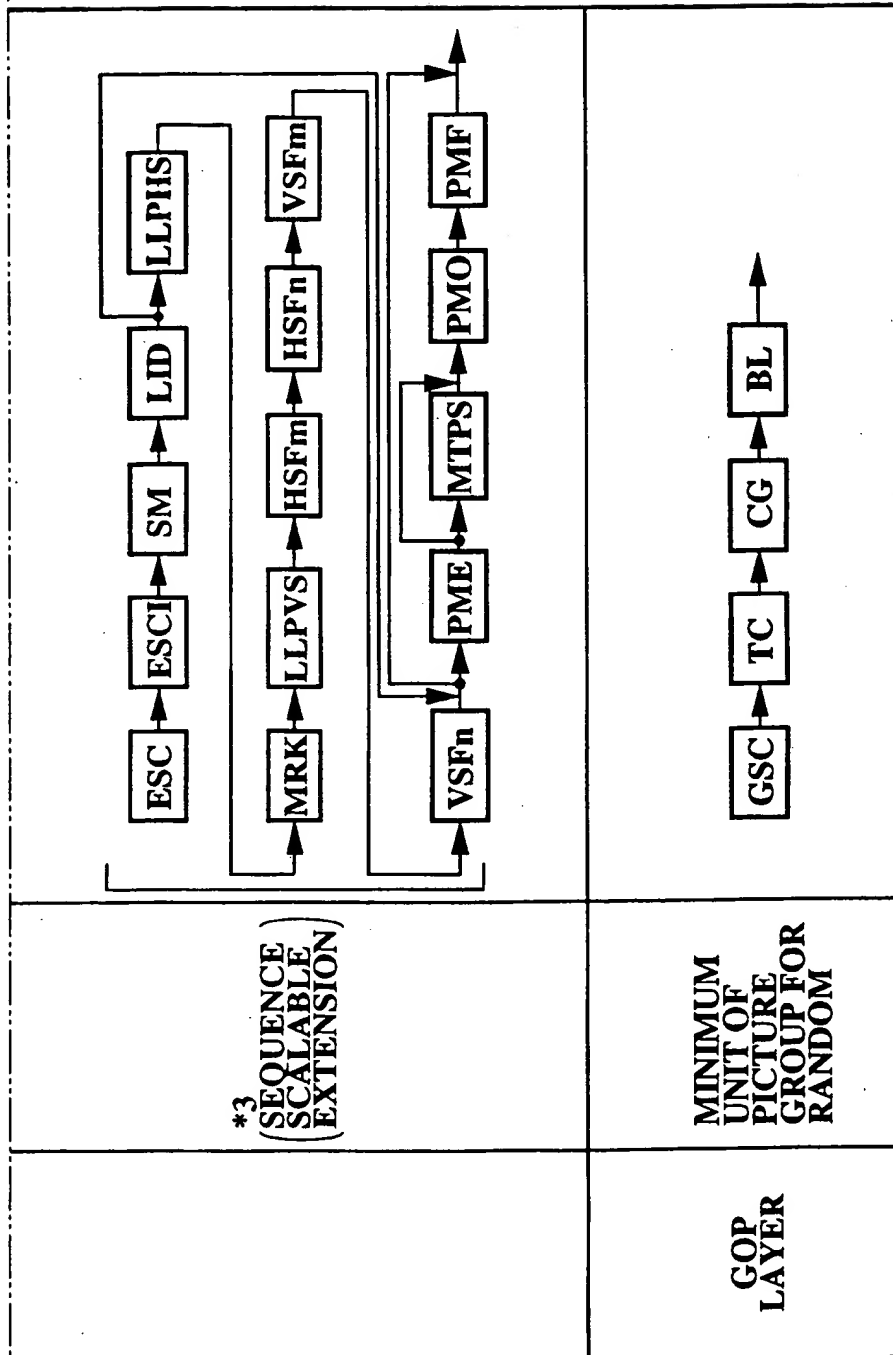 *3
(SEQUENCE
SCALABLE
EXTENSION)
ESC ESCI SM LID LLPHS
MRK LLPVS HSFm HSFn VSFm
VSFn PME MTPS PMO PMF
GOP
LAYER
MINIMUM
UNIT OF
PICTURE
GROUP FOR
RANDOM
GSC TC CG BL